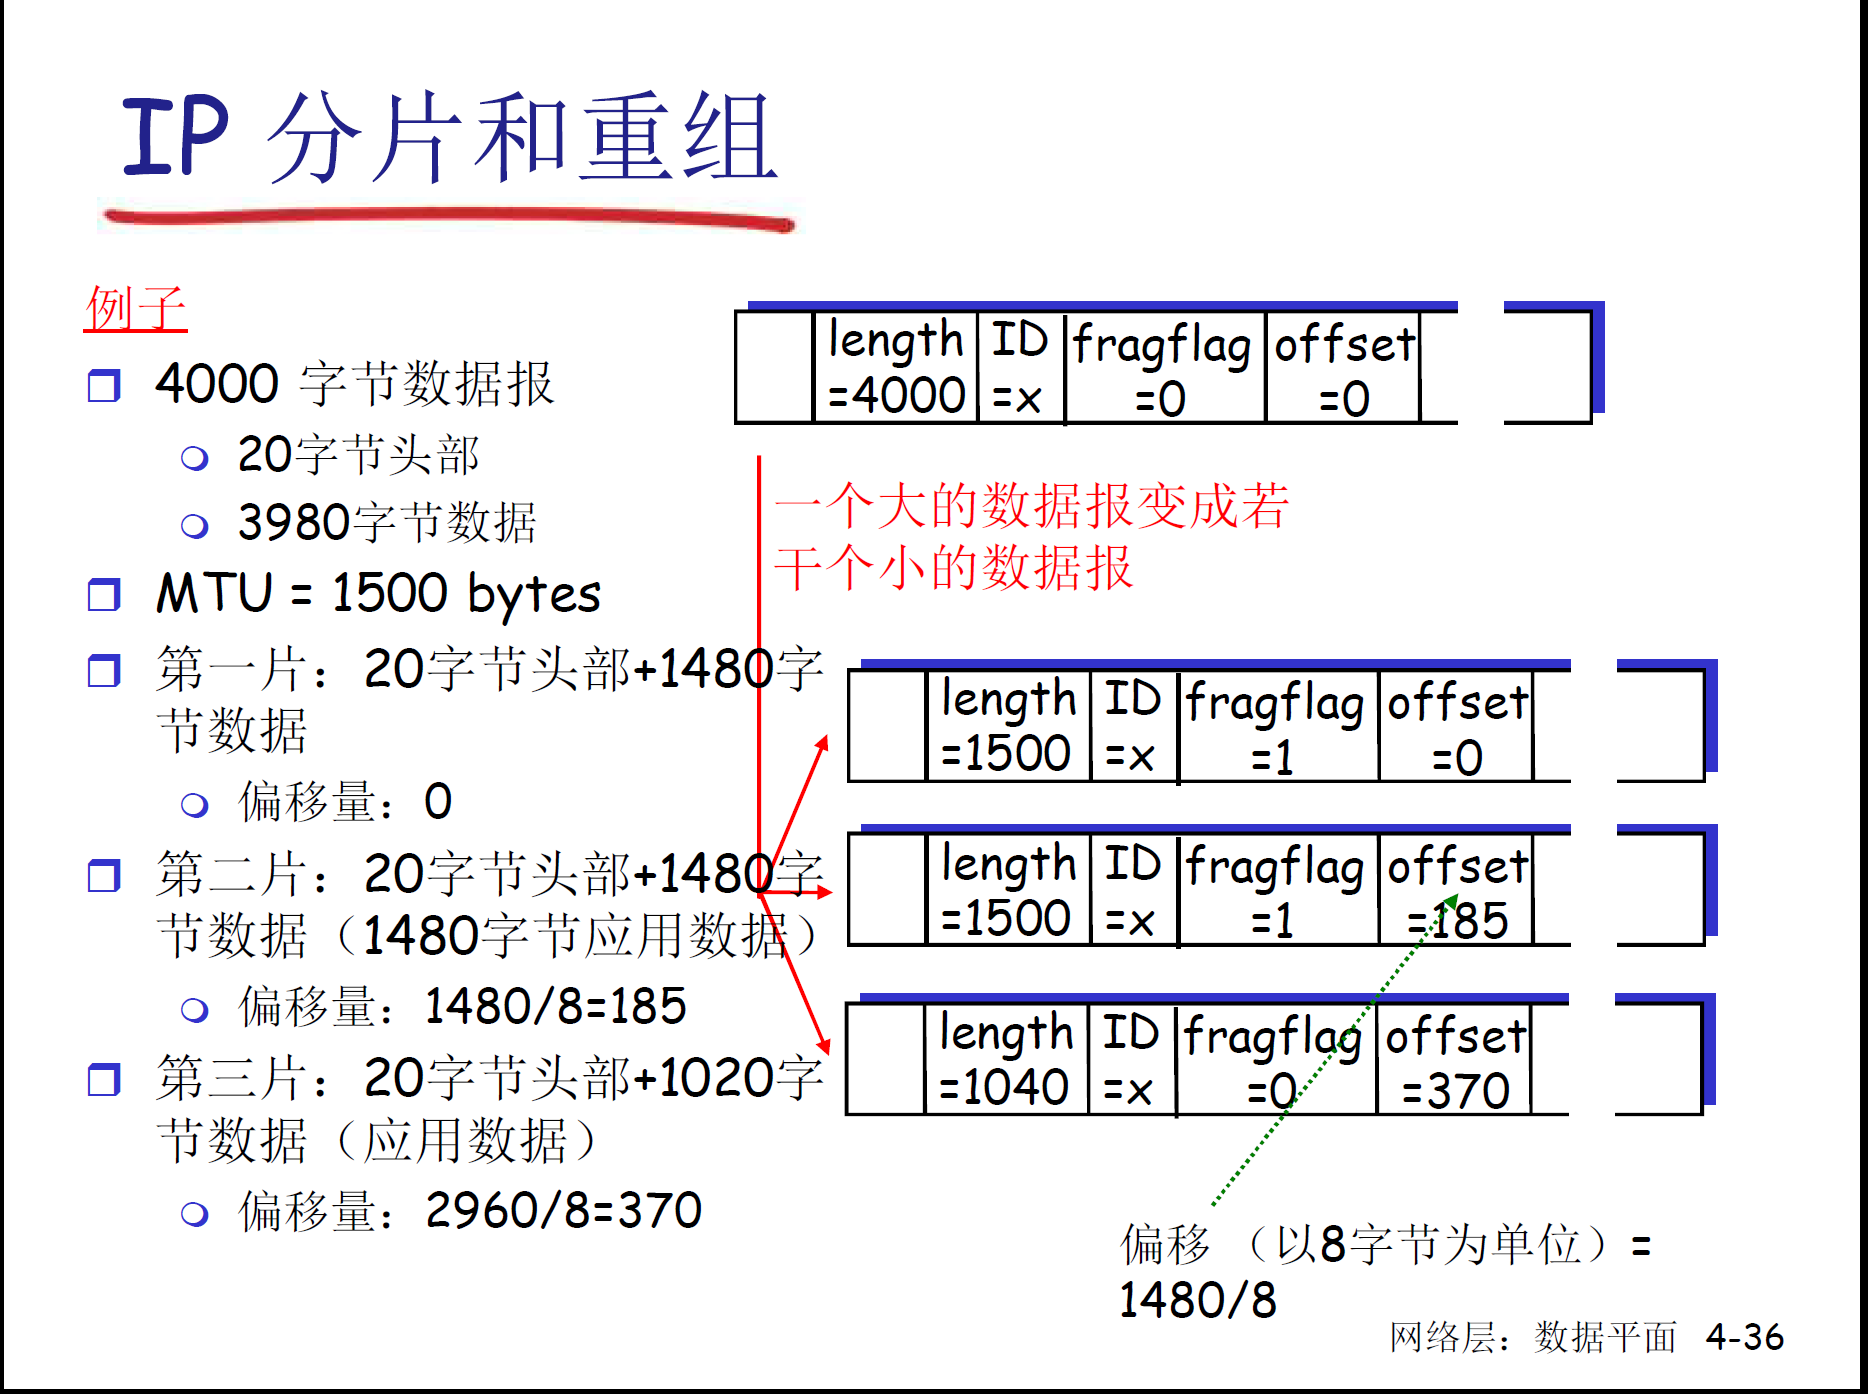 IP 分片和重组
例子
4000 字节数据报
20字节头部
3980字节数据
MTU = 1500 bytes
第一片：20字节头部+1480字
节数据
偏移量：0
第二片：20字节头部+1480字
节数据（1480字节应用数据）
偏移量：1480/8=185
第三片：20字节头部+1020字
节数据（应用数据）
偏移量：2960/8=370
length ID fragflag offset
=4000 =x =0 =0
一个大的数据报变成若
干个小的数据报
length ID fragflag offset
=1500 =x =1 =0
length ID fragflag offset
=1500 =x =1 =185
length ID fragflag offset
=1040 =x =0 =370
偏移 （以8字节为单位）=
1480/8
网络层：数据平面 4-36